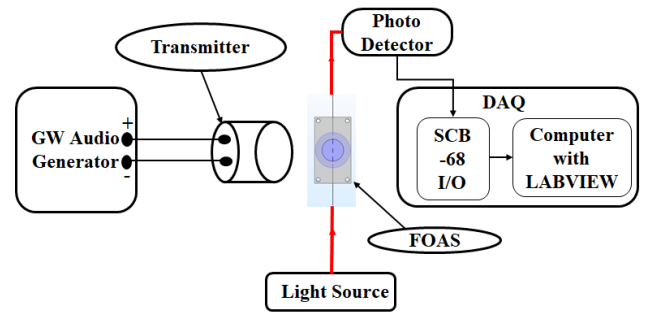 Transmitter
Photo
Detector
GW Audio
Generator
+
-
DAQ
SCB
-68
I/O
Computer
with
LABVIEW
FOAS
Light Source